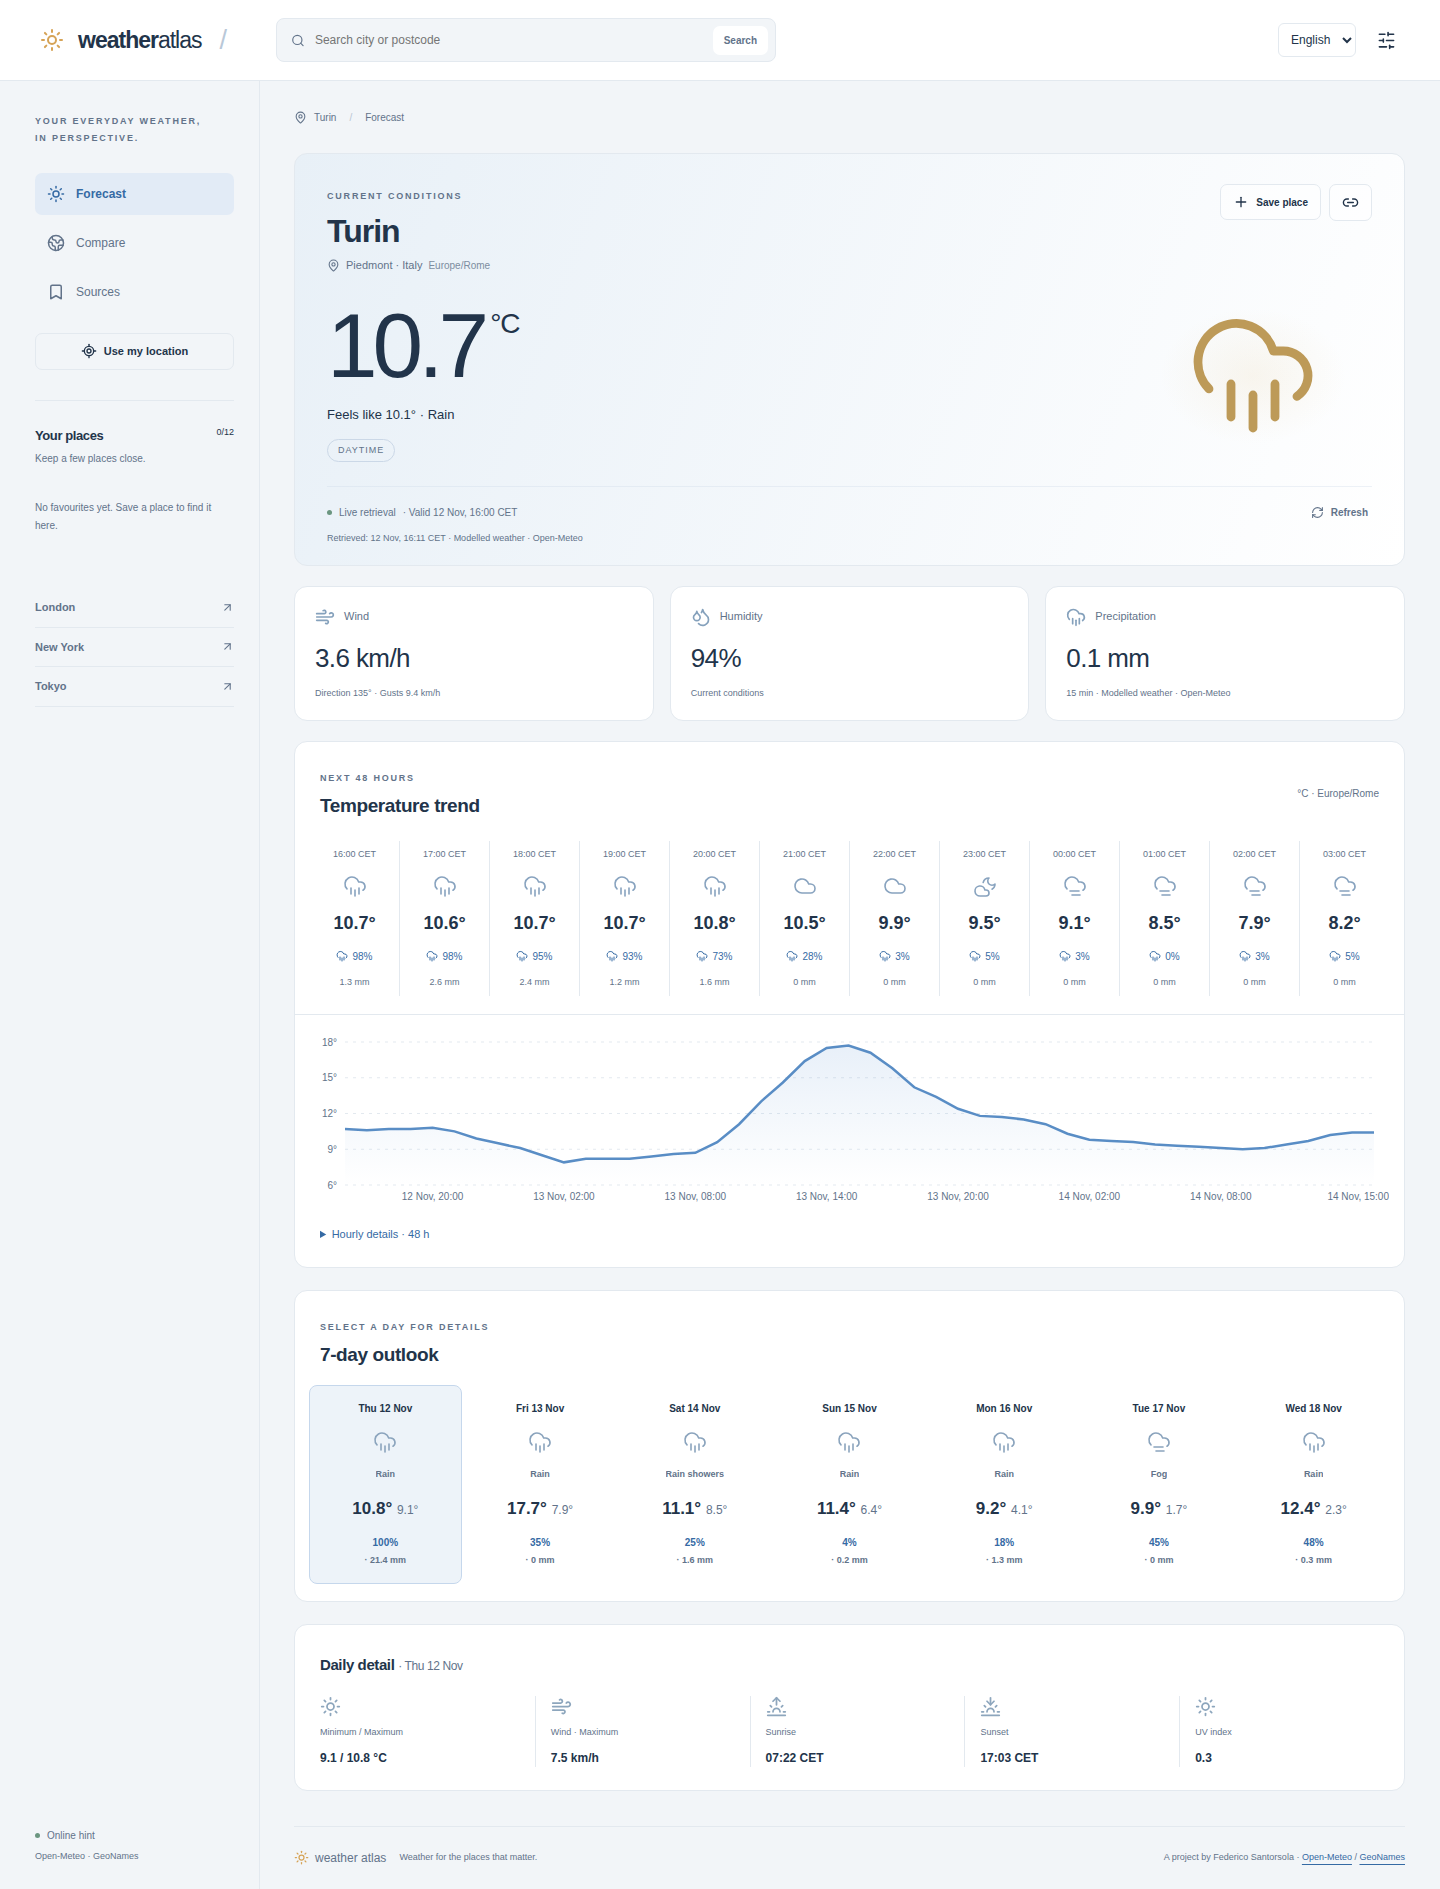 weatheratlas /
Search city or postcode
Search
English
YOUR EVERYDAY WEATHER,
IN PERSPECTIVE.
Forecast
Compare
Sources
Use my location
Your places
0/12
Keep a few places close.
No favourites yet. Save a place to find it
here.
London
New York
Tokyo
Online hint
Open-Meteo · GeoNames
Turin / Forecast
CURRENT CONDITIONS
Turin
Piedmont · Italy Europe/Rome
Save place
10.7 °C
Feels like 10.1° · Rain
DAYTIME
Live retrieval · Valid 12 Nov, 16:00 CET
Refresh
Retrieved: 12 Nov, 16:11 CET · Modelled weather · Open-Meteo
Wind
3.6 km/h
Direction 135° · Gusts 9.4 km/h
Humidity
94%
Current conditions
Precipitation
0.1 mm
15 min · Modelled weather · Open-Meteo
NEXT 48 HOURS
Temperature trend
°C · Europe/Rome
16:00 CET 17:00 CET 18:00 CET 19:00 CET 20:00 CET 21:00 CET 22:00 CET 23:00 CET 00:00 CET 01:00 CET 02:00 CET 03:00 CET
10.7° 10.6° 10.7° 10.7° 10.8° 10.5° 9.9° 9.5° 9.1° 8.5° 7.9° 8.2°
98% 98% 95% 93% 73% 28% 3% 5% 3% 0% 3% 5%
1.3 mm 2.6 mm 2.4 mm 1.2 mm 1.6 mm 0 mm 0 mm 0 mm 0 mm 0 mm 0 mm 0 mm
18°
15°
12°
9°
6°
12 Nov, 20:00 13 Nov, 02:00 13 Nov, 08:00 13 Nov, 14:00 13 Nov, 20:00 14 Nov, 02:00 14 Nov, 08:00 14 Nov, 15:00
Hourly details · 48 h
SELECT A DAY FOR DETAILS
7-day outlook
Thu 12 Nov Fri 13 Nov Sat 14 Nov Sun 15 Nov Mon 16 Nov Tue 17 Nov Wed 18 Nov
Rain Rain Rain showers Rain Rain Fog Rain
10.8° 9.1° 17.7° 7.9° 11.1° 8.5° 11.4° 6.4° 9.2° 4.1° 9.9° 1.7° 12.4° 2.3°
100% 35% 25% 4% 18% 45% 48%
· 21.4 mm · 0 mm · 1.6 mm · 0.2 mm · 1.3 mm · 0 mm · 0.3 mm
Daily detail · Thu 12 Nov
Minimum / Maximum Wind · Maximum Sunrise Sunset UV index
9.1 / 10.8 °C 7.5 km/h 07:22 CET 17:03 CET 0.3
weather atlas Weather for the places that matter.
A project by Federico Santorsola · Open-Meteo / GeoNames